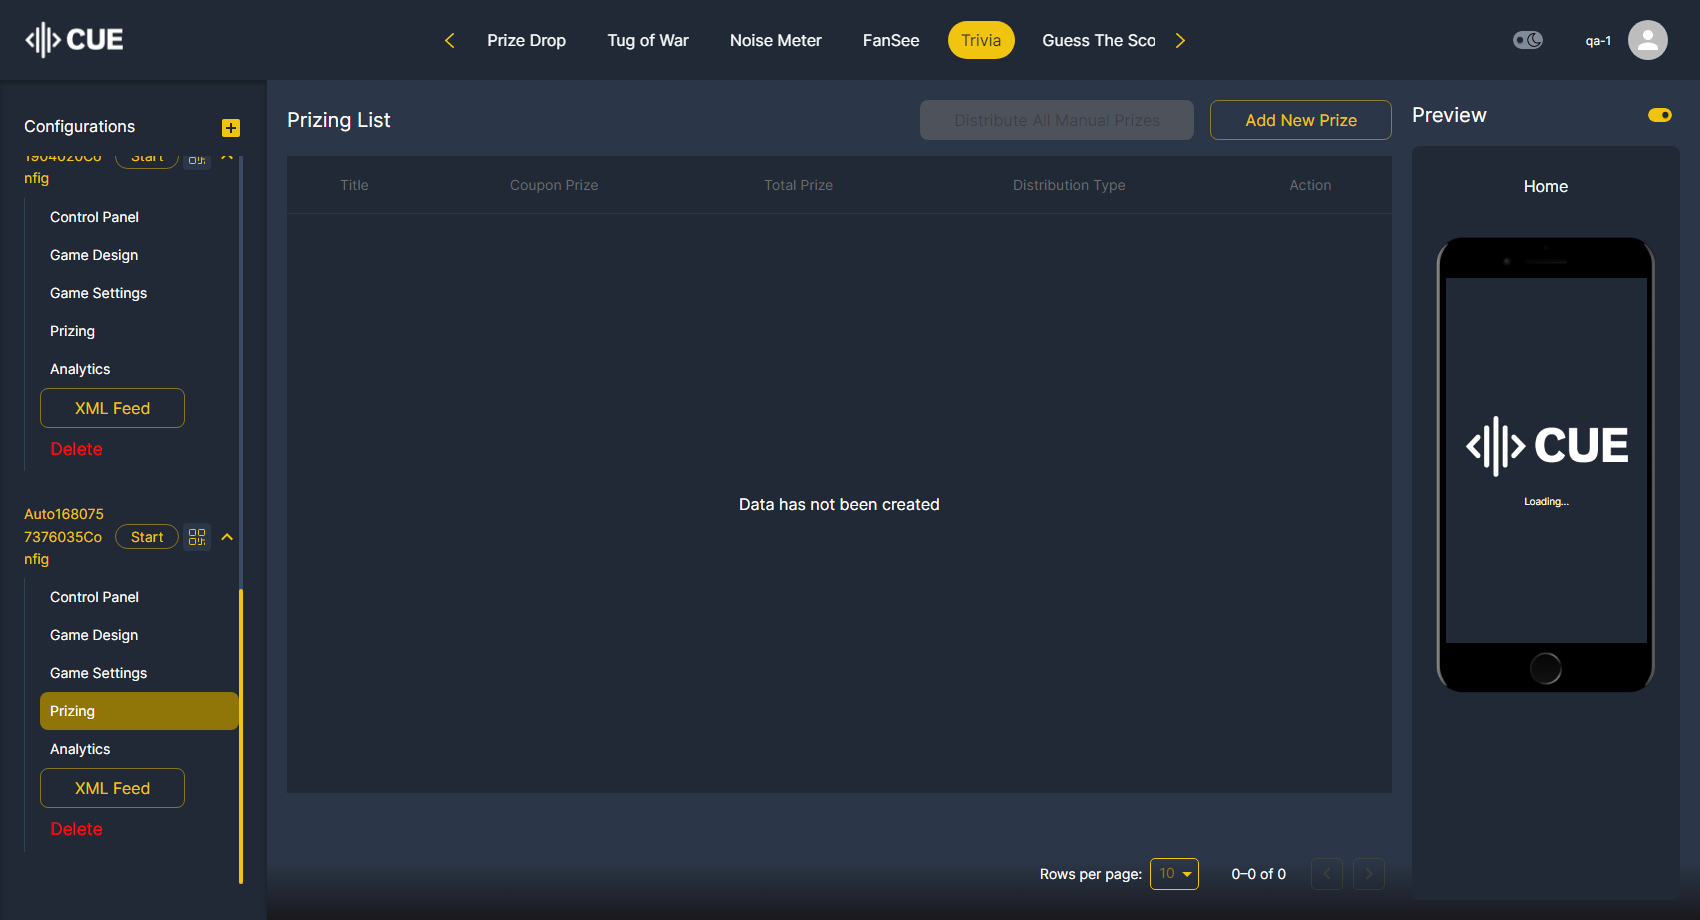 CUE
Prize Drop
Tug of War
Noise Meter
FanSee
Trivia
Guess The Sco
qa-1
Configurations
1904020Co
nfig
Start
Control Panel
Game Design
Game Settings
Prizing
Analytics
XML Feed
Delete
Auto168075
7376035Co
nfig
Start
Control Panel
Game Design
Game Settings
Prizing
Analytics
XML Feed
Delete
Prizing List
Distribute All Manual Prizes
Add New Prize
Title
Coupon Prize
Total Prize
Distribution Type
Action
Data has not been created
Rows per page:
10
0–0 of 0
Preview
Home
CUE
Loading...